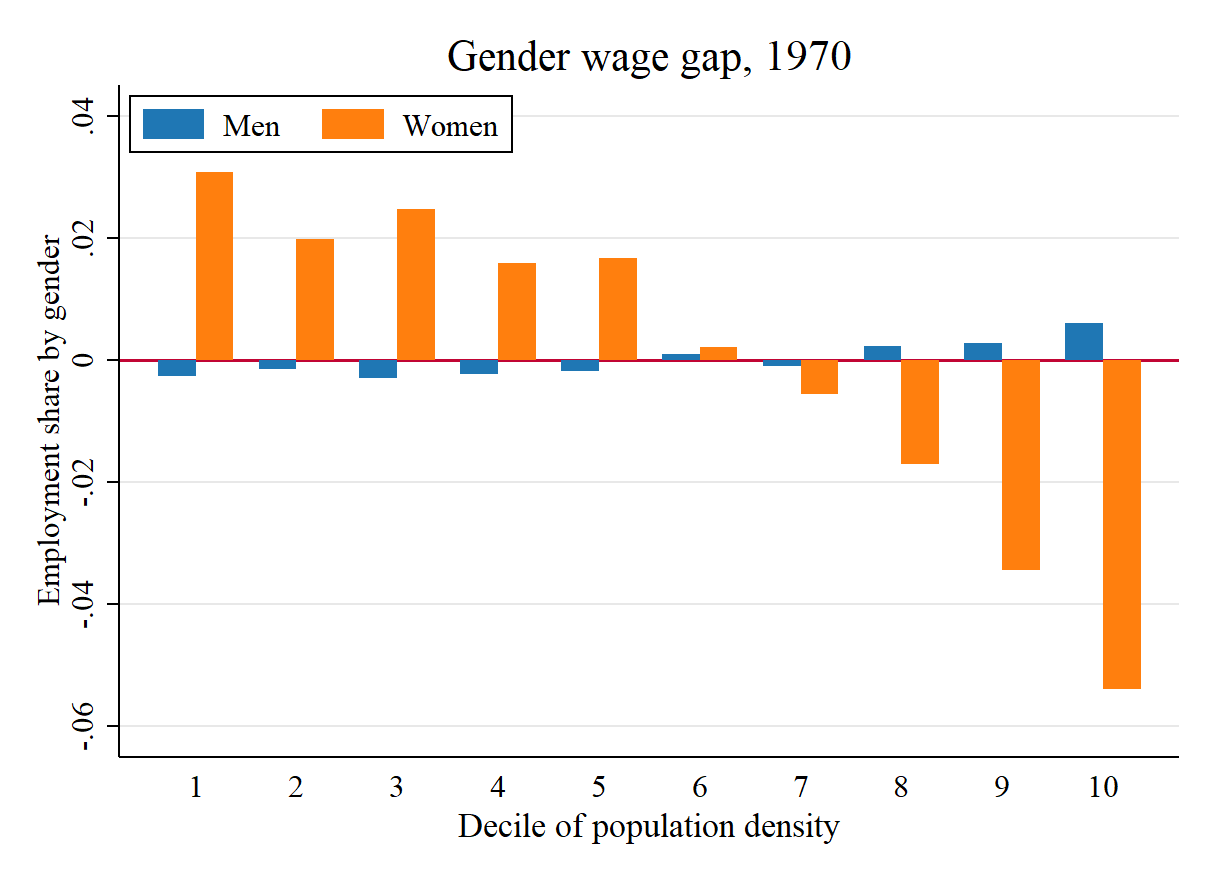 Gender wage gap, 1970
Men Women
Employment share by gender
.04
.02
0
-.02
-.04
-.06
1 2 3 4 5 6 7 8 9 10
Decile of population density